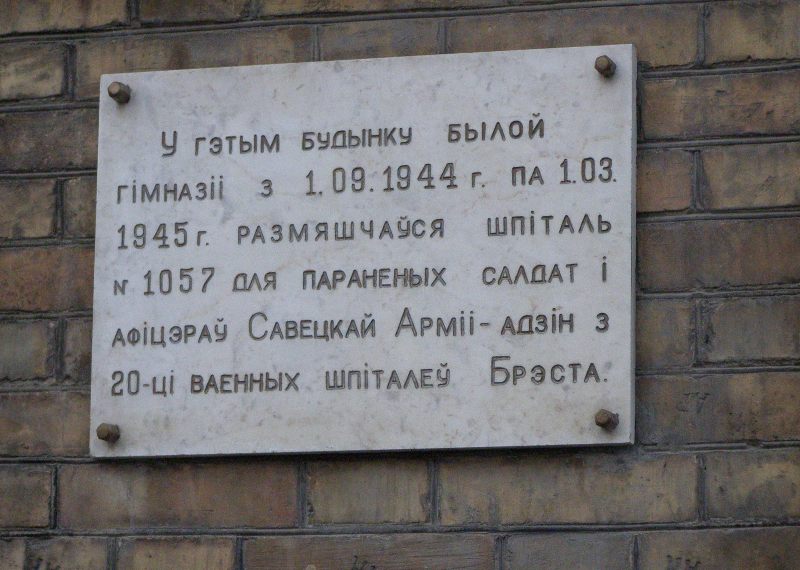 У гэтым будынку былой
гімназіі з 1.09.1944 г. па 1.03.
1945 г. размяшчаўся шпіталь
№ 1057 для параненых салдат і
афіцэраў Савецкай Арміі - адзін з
20-ці ваенных шпіталеў Брэста.